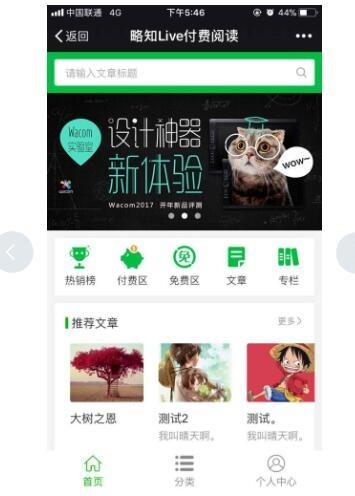 中国联通 4G 下午5:46 44%
返回 略知Live付费阅读
请输入文章标题
Wacom
实验室
设计神器
新体验
wacom
Wacom2017 开年新品评测
wow~
热销榜 付费区 免费区 文章 专栏
免
推荐文章 更多
大树之恩 测试2 测试。
我叫晴天啊。 我叫晴天啊。
首页 分类 个人中心